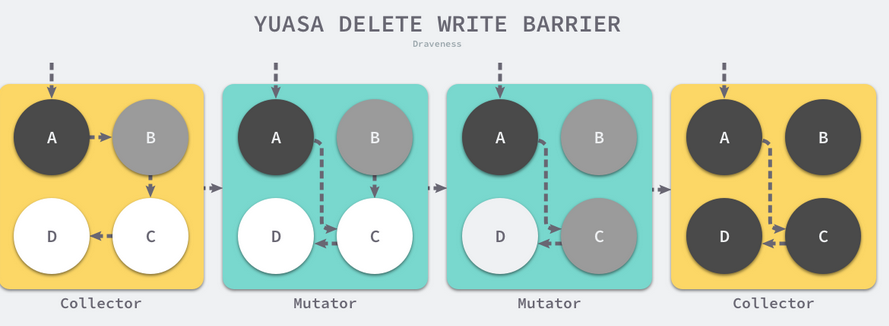 YUASA DELETE WRITE BARRIER
Draveness
A B
D C
A B
D C
A B
D C
A B
D C
Collector Mutator Mutator Collector